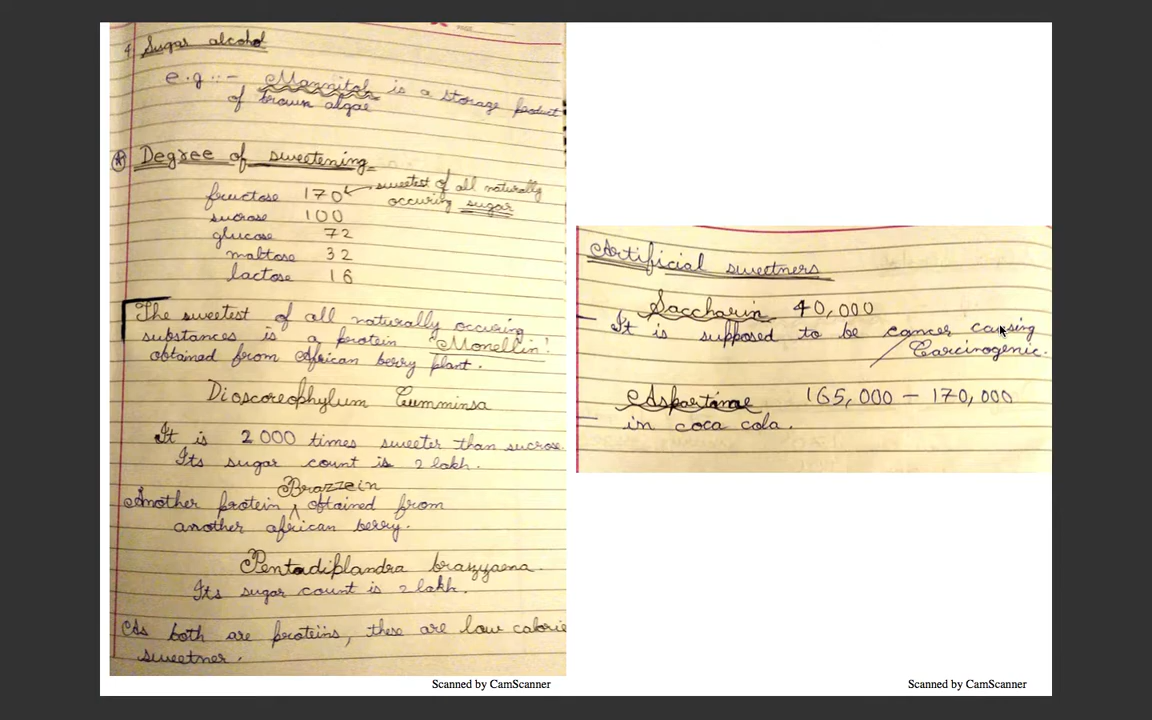 4. Sugar alcohol
e.g :- Mannitol is a storage product
of brown algae
* Degree of sweetening
fructose 170 ← sweetest of all naturally
occuring sugar
sucrose 100
glucose 72
maltose 32
lactose 16
The sweetest of all naturally occuring
substances is a protein "Monellin'
obtained from African berry plant.
Dioscoreophylum Cumminsa
It is 2000 times sweeter than sucrose.
Its sugar count is 2 lakh.
Brazzein
Another protein ^ obtained from
another african berry.
Pentadiplandra brazzyaena.
Its sugar count is 2 lakh.
As both are proteins, these are low calorie
sweetner.
Scanned by CamScanner
Artificial sweetners
Saccharin 40,000
It is supposed to be cancer causing
/ Carcinogenic.
Aspartame 165,000 - 170,000
in coca cola.
Scanned by CamScanner